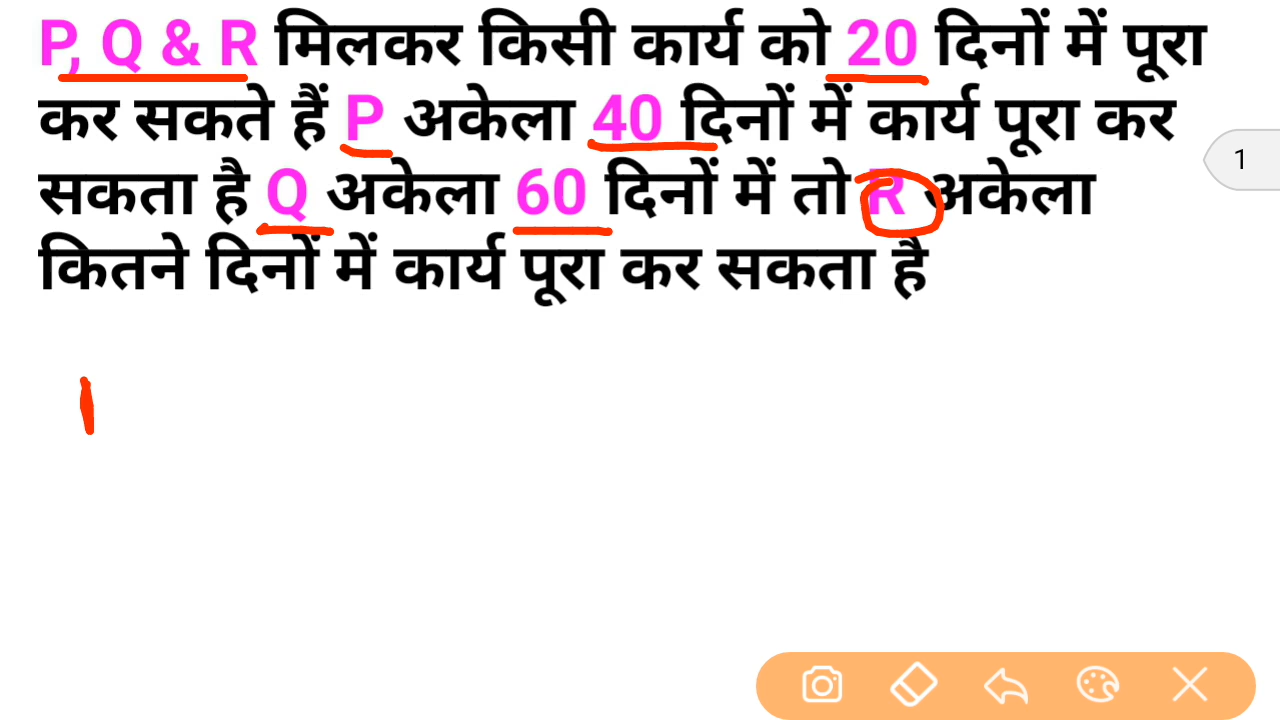 P, Q & R मिलकर किसी कार्य को 20 दिनों में पूरा
कर सकते हैं P अकेला 40 दिनों में कार्य पूरा कर
सकता है Q अकेला 60 दिनों में तो R अकेला
कितने दिनों में कार्य पूरा कर सकता है
1